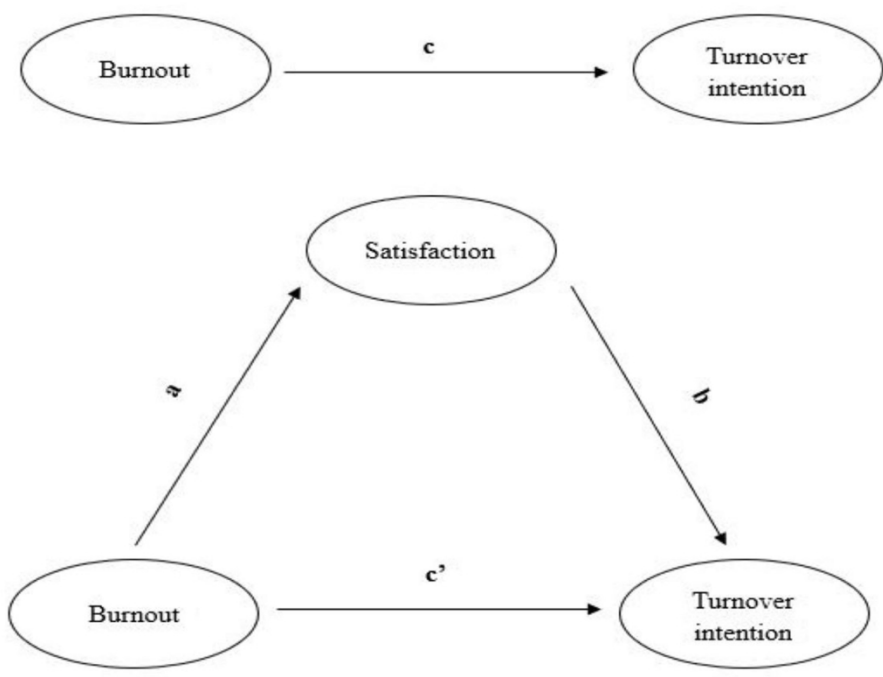 c
Burnout
Turnover
intention
Satisfaction
a
b
c’
Burnout
Turnover
intention